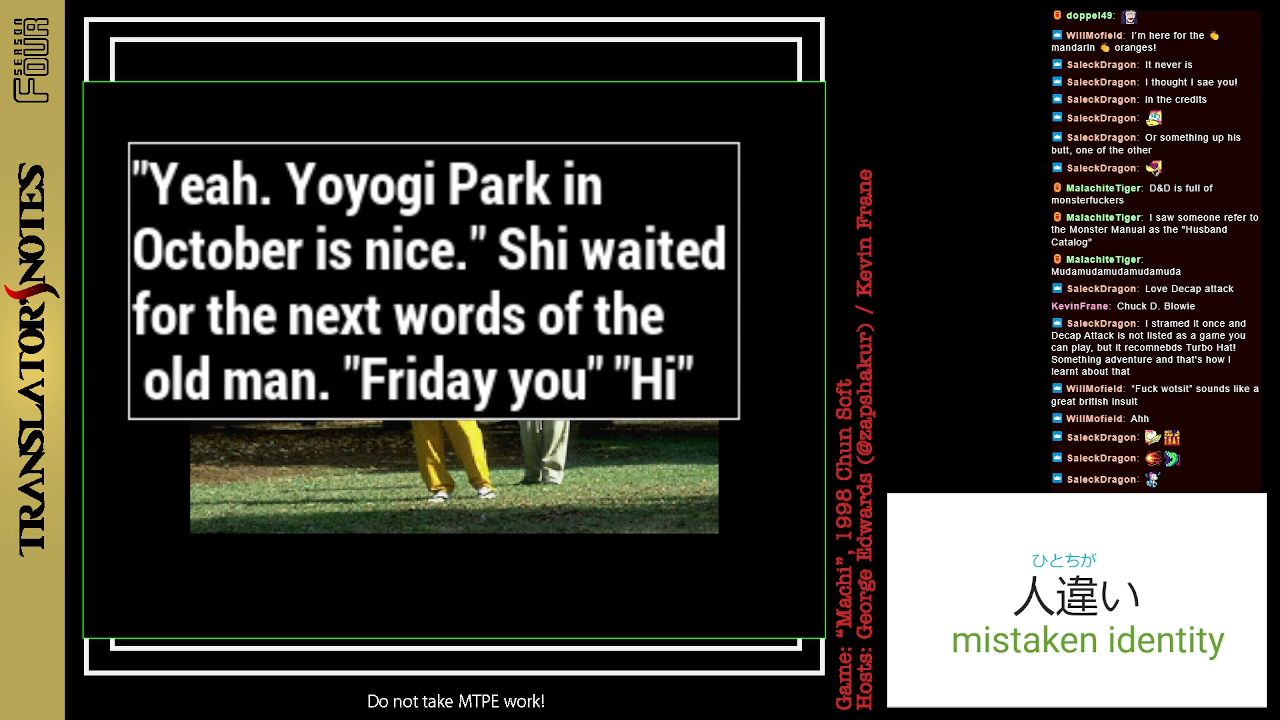 SEASON
FOUR
TRANSLATOR'S NOTES
"Yeah. Yoyogi Park in
October is nice." Shi waited
for the next words of the
old man. "Friday you" "Hi"
Do not take MTPE work!
Game: "Machi", 1998 Chun Soft
Hosts: George Edwards (@zapshakur) / Kevin Frane
doppel49:
WillMofield: I'm here for the 👏
mandarin 👏 oranges!
SaleckDragon: It never is
SaleckDragon: I thought I sae you!
SaleckDragon: In the credits
SaleckDragon:
SaleckDragon: Or something up his
butt, one of the other
SaleckDragon:
MalachiteTiger: D&D is full of
monsterfuckers
MalachiteTiger: I saw someone refer to
the Monster Manual as the "Husband
Catalog"
MalachiteTiger:
Mudamudamudamudamuda
SaleckDragon: Love Decap attack
KevinFrane: Chuck D. Blowie
SaleckDragon: I stramed it once and
Decap Attack is not listed as a game you
can play, but it recomnebds Turbo Hat!
Something adventure and that's how I
learnt about that
WillMofield: "Fuck wotsit" sounds like a
great british insult
WillMofield: Ahh
SaleckDragon:
SaleckDragon:
SaleckDragon:
ひとちが
人違い
mistaken identity